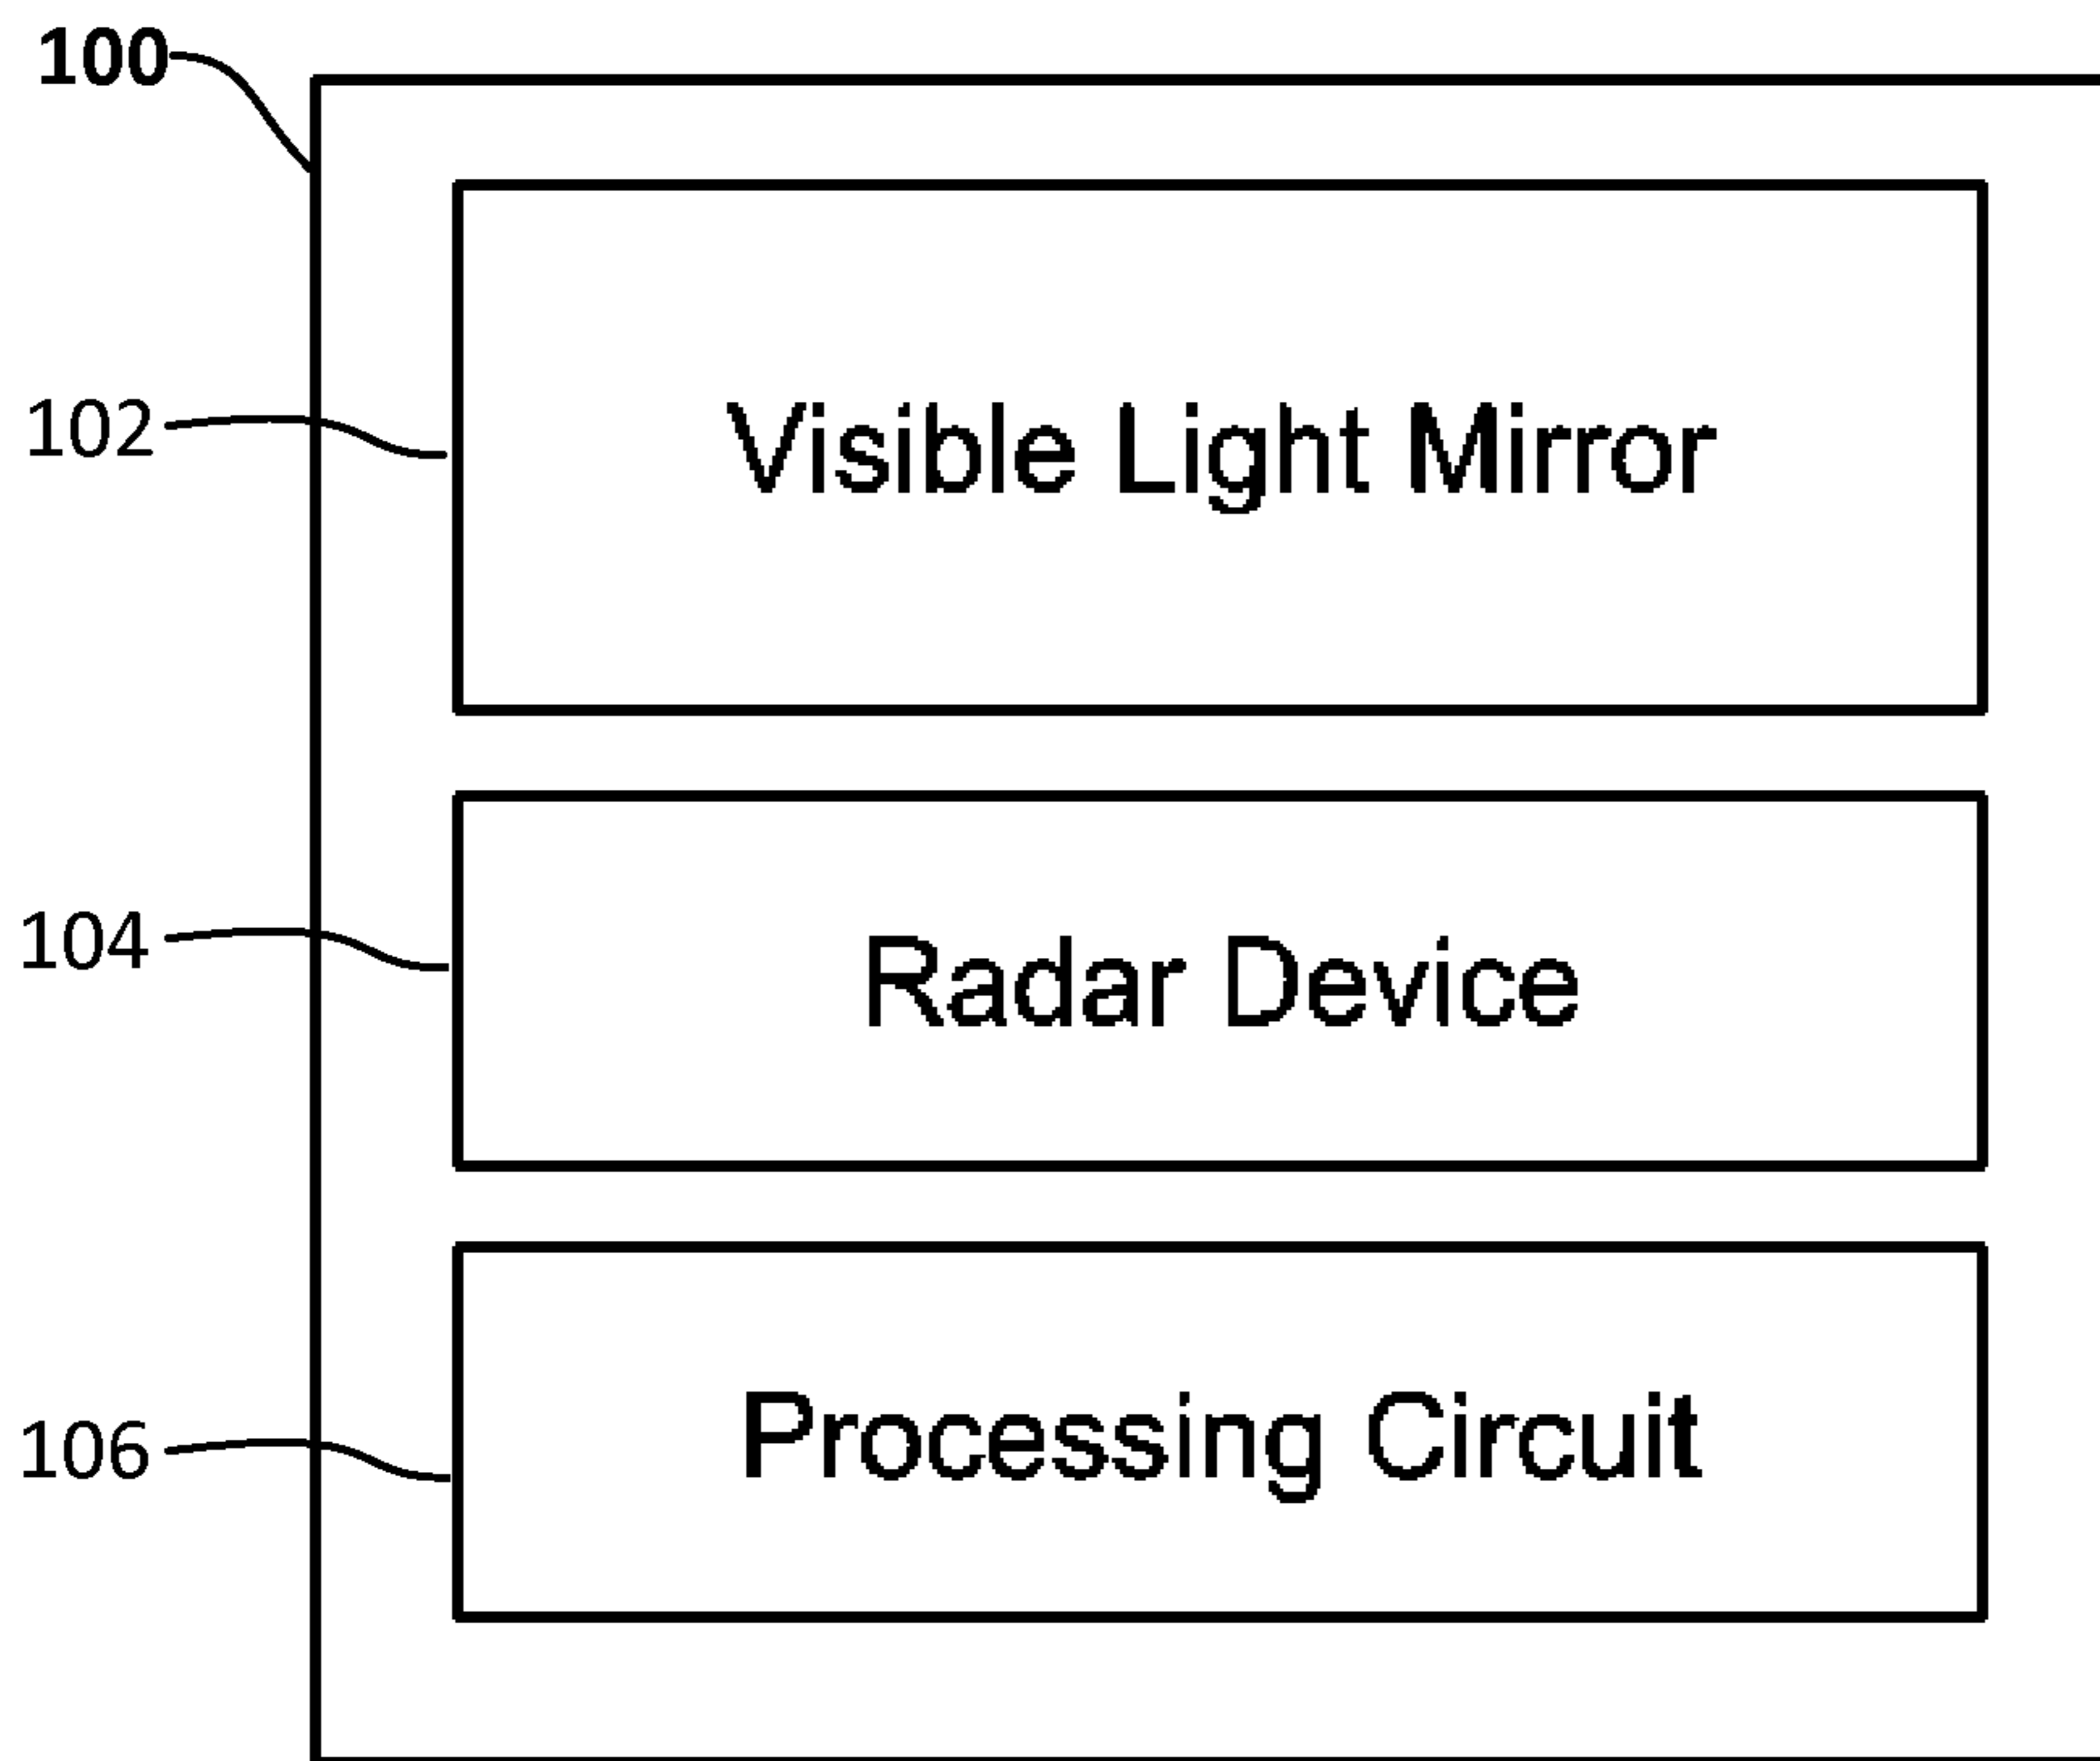 100
102
Visible Light Mirror
104
Radar Device
106
Processing Circuit